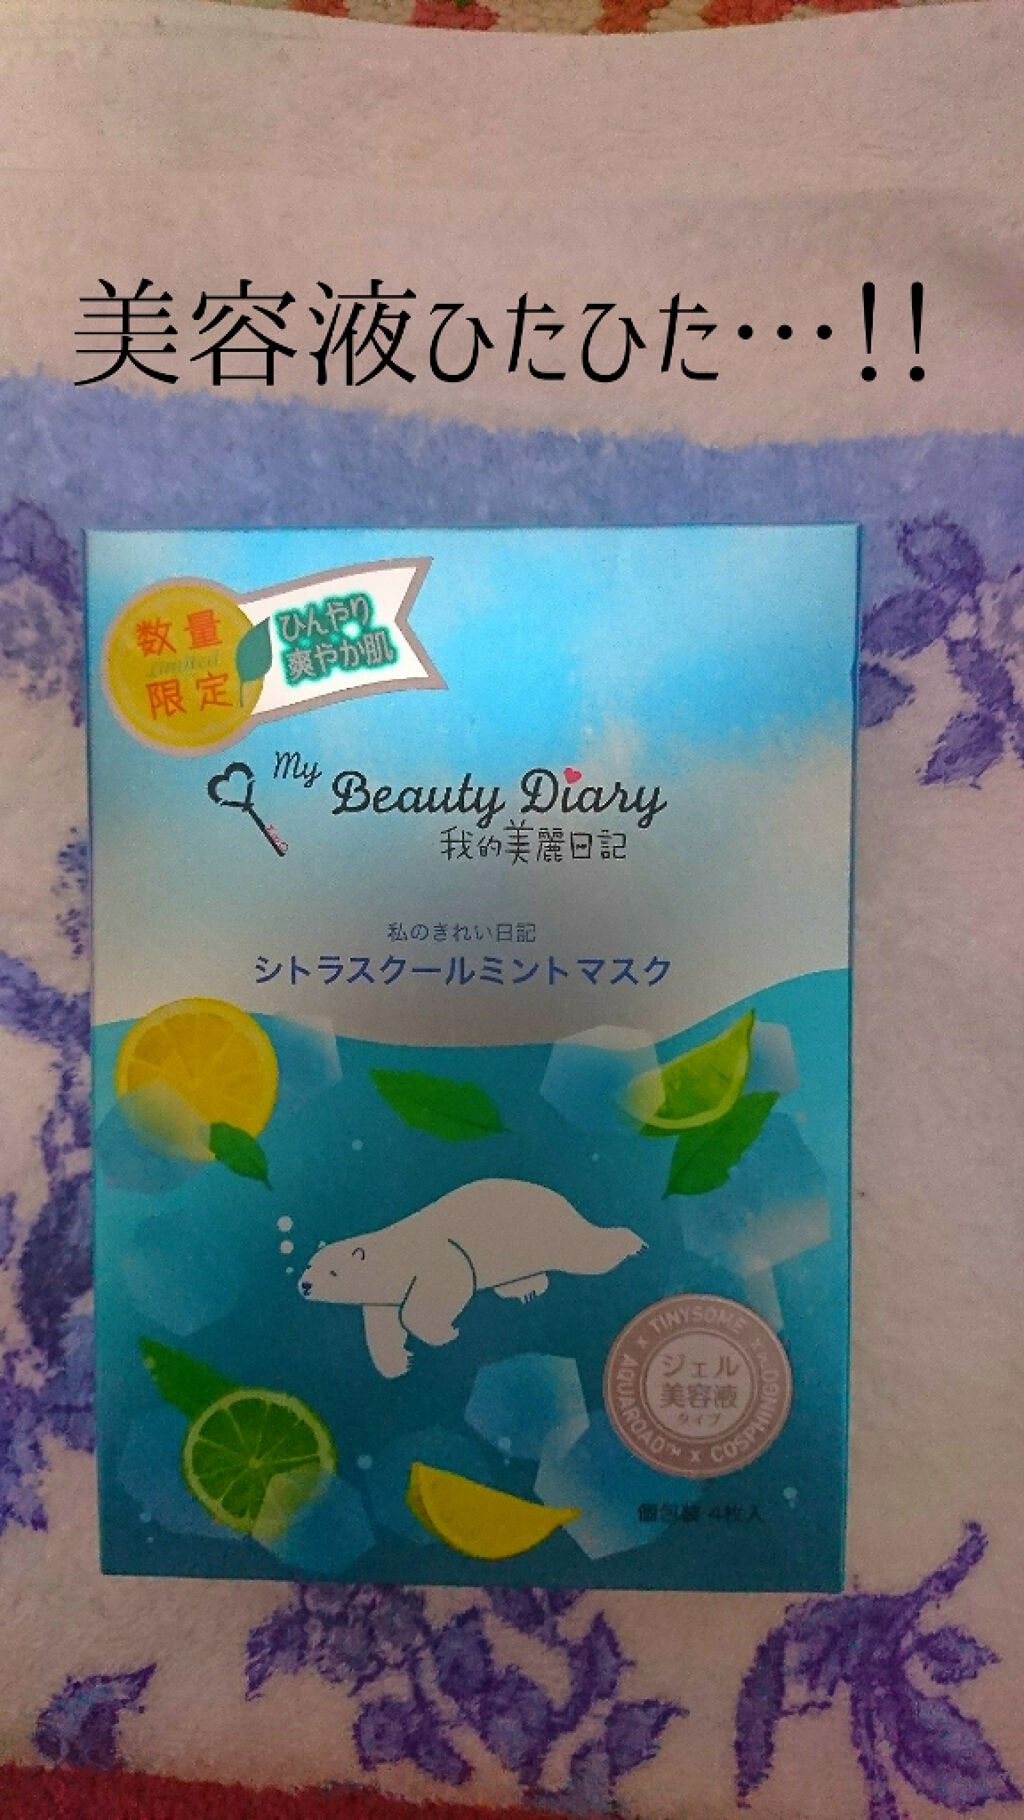 美容液ひたひた…!!
数量
limited
限定
ひんやり
爽やか肌
My
Beauty Diary
我的美麗日記
私のきれい日記
シトラスクールミントマスク
TINYSOME x
AQUAROAD™ x COSPHINGO
ジェル
美容液
タイプ
個包装 4枚入